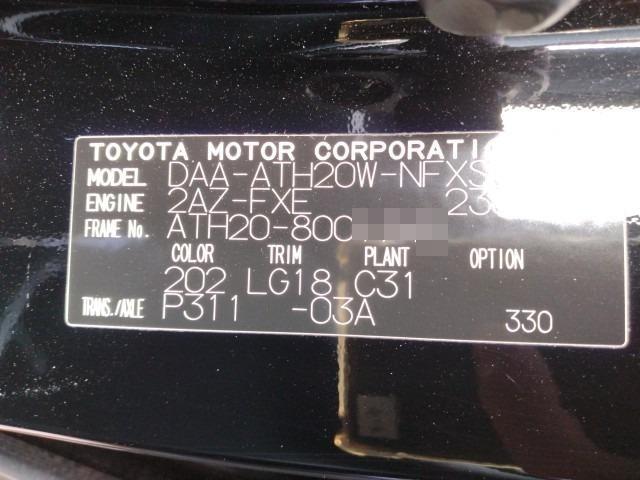 TOYOTA MOTOR CORPORATI
MODEL DAA-ATH20W-NFXS
ENGINE 2AZ-FXE 23
FRAME No. ATH20-800
COLOR TRIM PLANT OPTION
202 LG18 C31
TRANS./AXLE P311 -03A 330